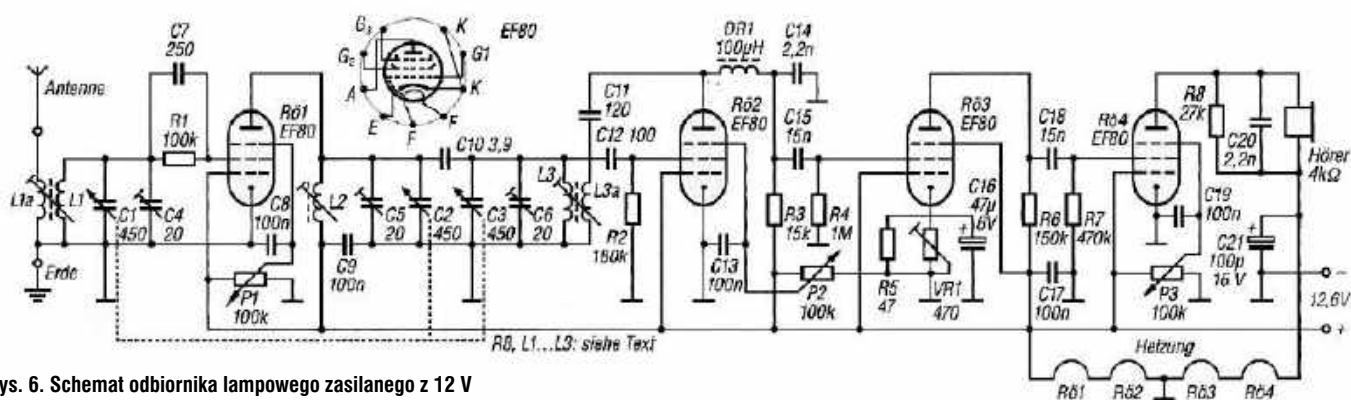 C7
250
G3
K
EF80
G2
G1
A
K
E
F
F
DR1
100µH
C14
2,2n
Antenne
R1
100k
Rö1
EF80
C11
120
Rö2
EF80
C15
15n
Rö3
EF80
C18
15n
Rö4
EF80
R8
27k
C20
2,2n
Hörer
4kΩ
C10 3,9
C12 100
L1a
L1
C1
450
C4
20
C8
100n
L2
C5
20
C2
450
C3
450
C6
20
L3
L3a
R2
180k
R3
15k
R4
1M
C16
47µ
6V
R6
150k
R7
470k
C19
100n
C21
100µ
16 V
Erde
P1
100k
C9
100n
C13
100n
P2
100k
R5
47
VR1
470
C17
100n
P3
100k
12,6V
R8, L1...L3: siehe Text
Heizung
Rö1
Rö2
Rö3
Rö4
ys. 6. Schemat odbiornika lampowego zasilanego z 12 V